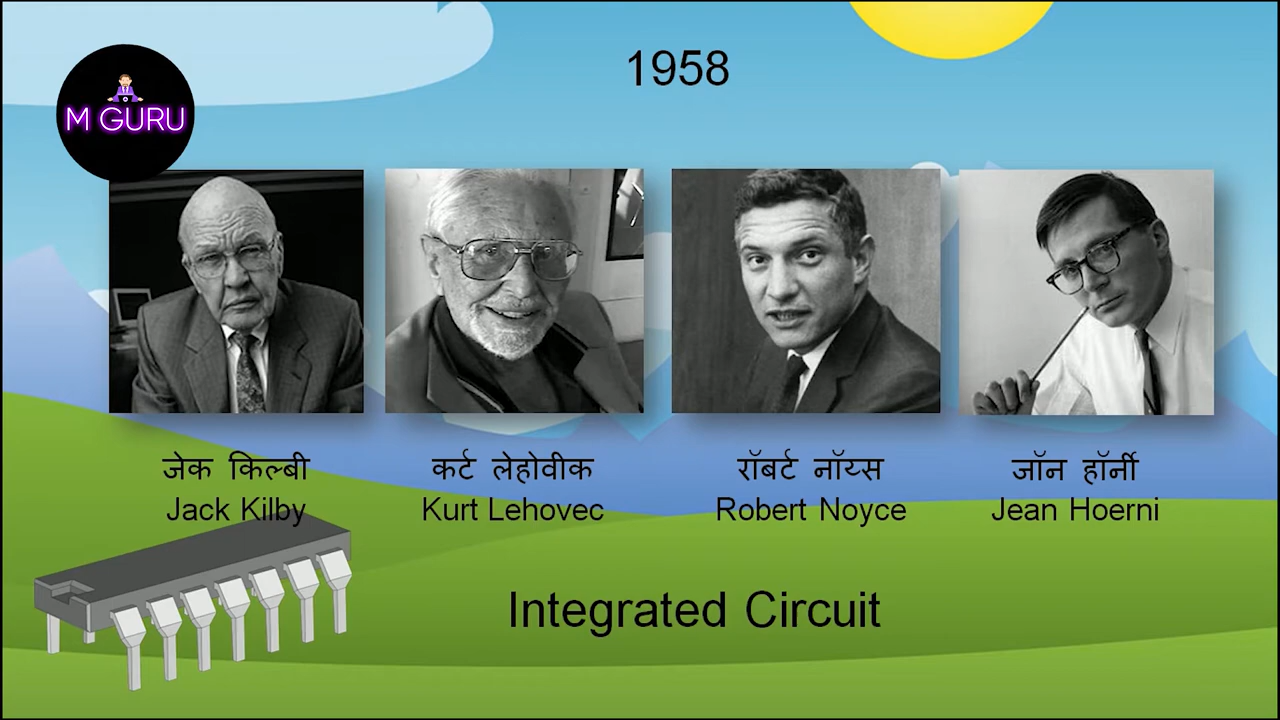 1958
M GURU
जेक किल्बी
Jack Kilby
कर्ट लेहोवीक
Kurt Lehovec
रॉबर्ट नॉय्स
Robert Noyce
जॉन हॉर्नी
Jean Hoerni
Integrated Circuit